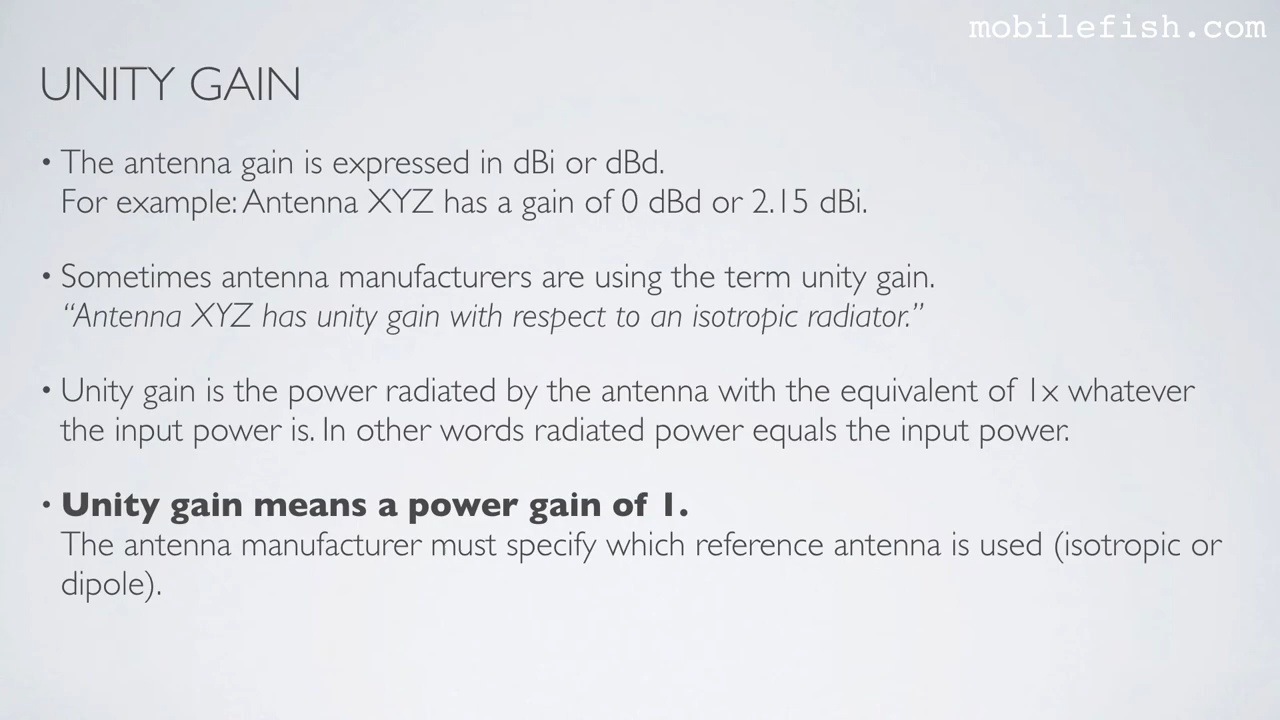 mobilefish.com
UNITY GAIN
• The antenna gain is expressed in dBi or dBd.
For example: Antenna XYZ has a gain of 0 dBd or 2.15 dBi.
• Sometimes antenna manufacturers are using the term unity gain.
“Antenna XYZ has unity gain with respect to an isotropic radiator.”
• Unity gain is the power radiated by the antenna with the equivalent of 1x whatever
the input power is. In other words radiated power equals the input power.
• Unity gain means a power gain of 1.
The antenna manufacturer must specify which reference antenna is used (isotropic or
dipole).